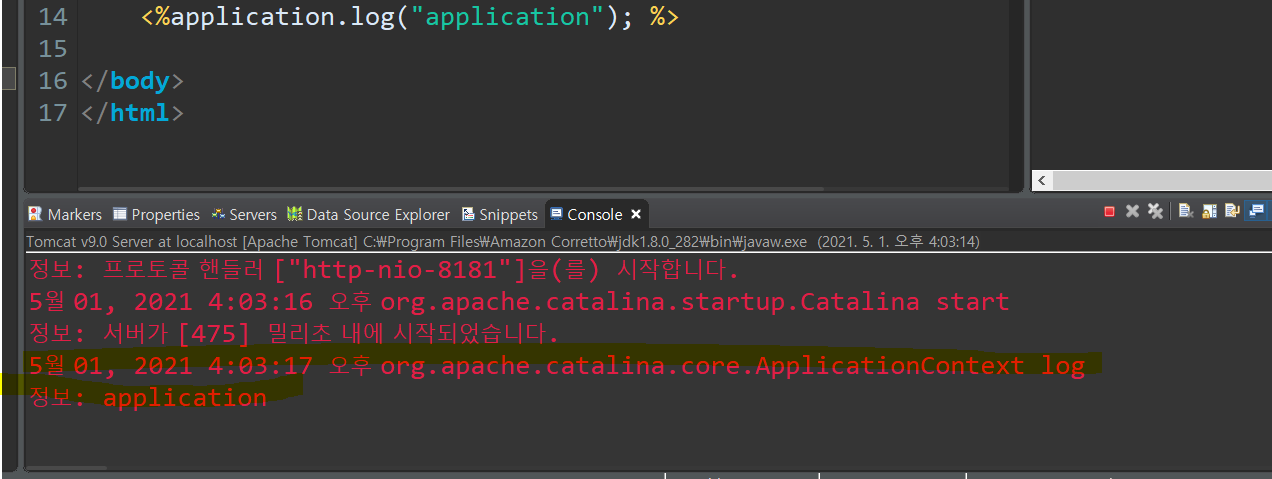 14 <%application.log("application"); %>
15
16 </body>
17 </html>
Markers Properties Servers Data Source Explorer Snippets Console
Tomcat v9.0 Server at localhost [Apache Tomcat] C:₩Program Files₩Amazon Corretto₩jdk1.8.0_282₩bin₩javaw.exe (2021. 5. 1. 오후 4:03:14)
정보: 프로토콜 핸들러 ["http-nio-8181"]을(를) 시작합니다.
5월 01, 2021 4:03:16 오후 org.apache.catalina.startup.Catalina start
정보: 서버가 [475] 밀리초 내에 시작되었습니다.
5월 01, 2021 4:03:17 오후 org.apache.catalina.core.ApplicationContext log
정보: application